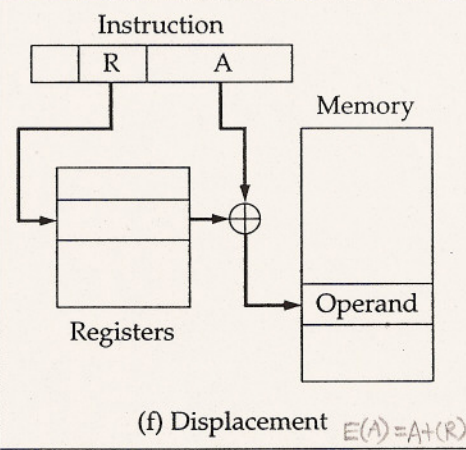 Instruction
R A
Memory
Operand
Registers
(f) Displacement E(A)=A+(R)